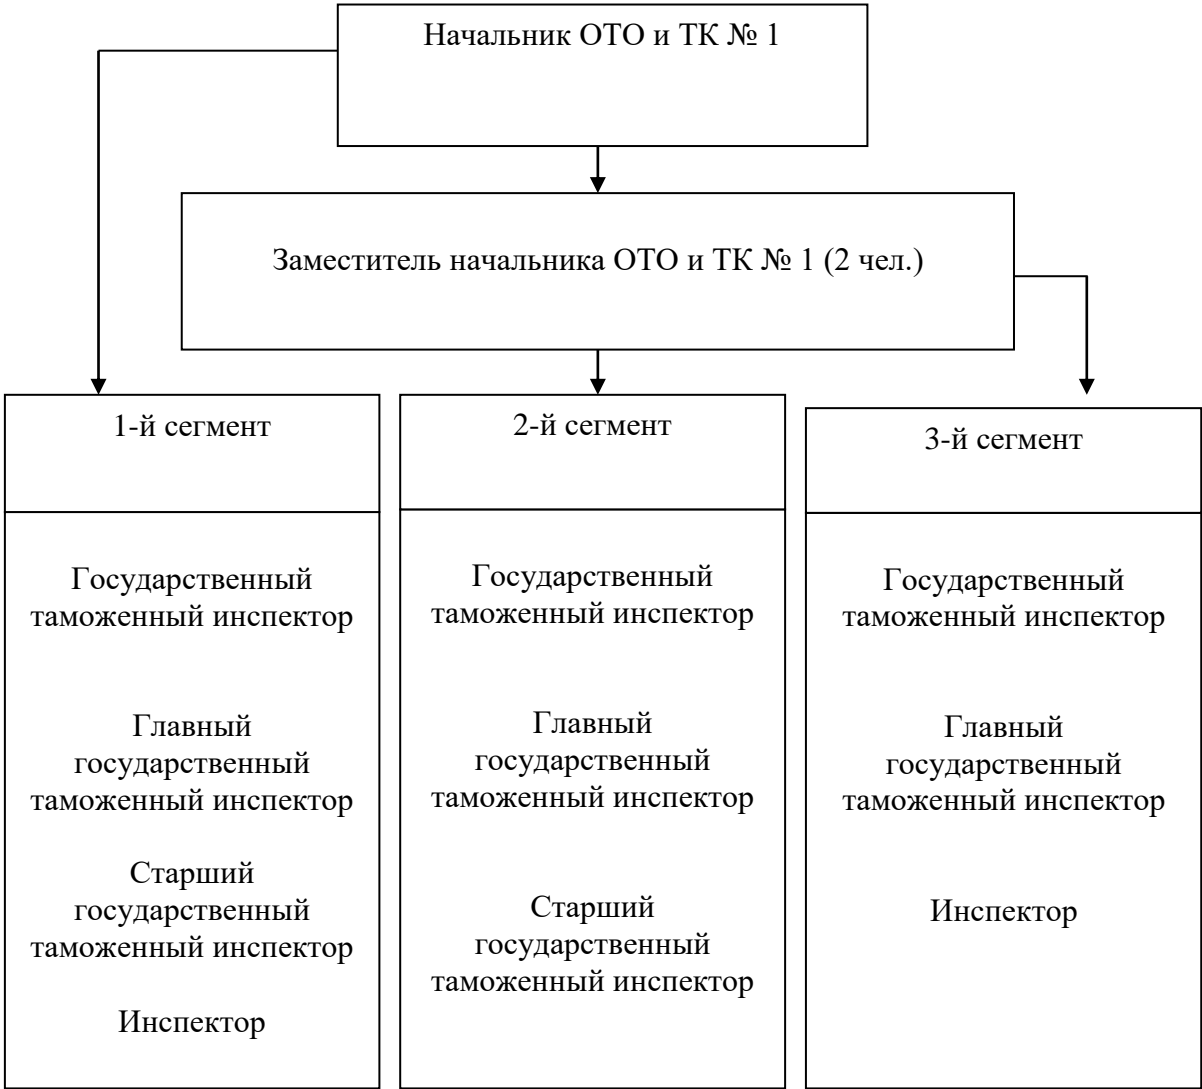 Начальник ОТО и ТК № 1
Заместитель начальника ОТО и ТК № 1 (2 чел.)
1-й сегмент
Государственный
таможенный инспектор
Главный
государственный
таможенный инспектор
Старший
государственный
таможенный инспектор
Инспектор
2-й сегмент
Государственный
таможенный инспектор
Главный
государственный
таможенный инспектор
Старший
государственный
таможенный инспектор
3-й сегмент
Государственный
таможенный инспектор
Главный
государственный
таможенный инспектор
Инспектор